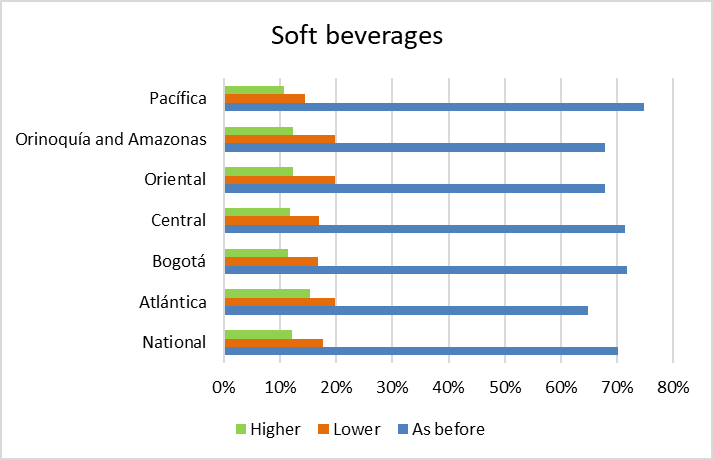 Soft beverages
Pacífica
Orinoquía and Amazonas
Oriental
Central
Bogotá
Atlántica
National
0% 10% 20% 30% 40% 50% 60% 70% 80%
Higher Lower As before